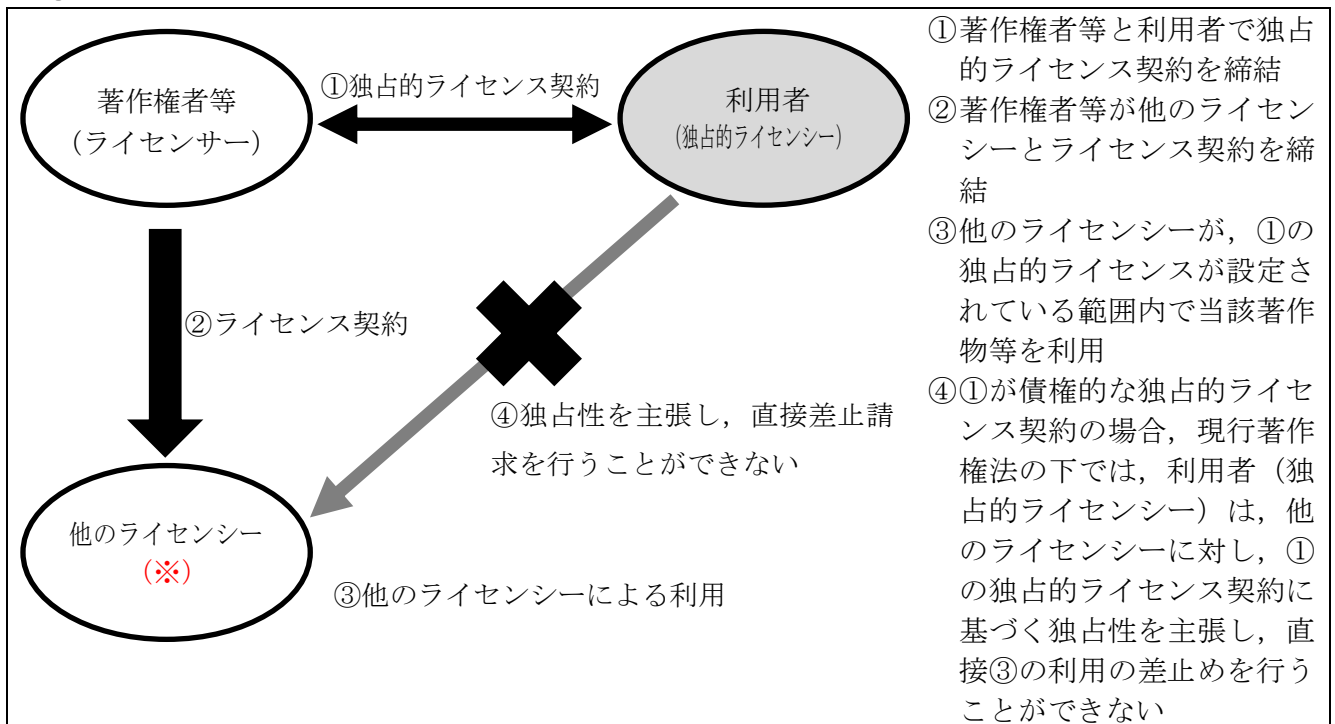 著作権者等
(ライセンサー)
①独占的ライセンス契約
利用者
(独占的ライセンシー)
②ライセンス契約
④独占性を主張し，直接差止請
求を行うことができない
他のライセンシー
(※)
③他のライセンシーによる利用
①著作権者等と利用者で独占
的ライセンス契約を締結
②著作権者等が他のライセン
シーとライセンス契約を締
結
③他のライセンシーが，①の
独占的ライセンスが設定さ
れている範囲内で当該著作
物等を利用
④①が債権的な独占的ライセ
ンス契約の場合，現行著作
権法の下では，利用者（独
占的ライセンシー）は，他
のライセンシーに対し，①
の独占的ライセンス契約に
基づく独占性を主張し，直
接③の利用の差止めを行う
ことができない